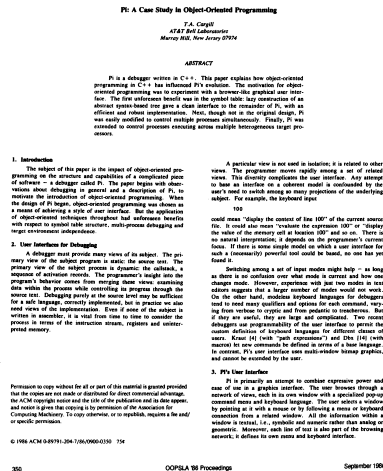 Pi: A Case Study in Object-Oriented Programming
T.A. Cargill
AT&T Bell Laboratories
Murray Hill, New Jersey 07974
ABSTRACT
Pi is a debugger written in C++. This paper explains how object-oriented
programming in C++ has influenced Pi's evolution. The motivation for object-
oriented programming was to experiment with a browser-like graphical user inter-
face. The first unforeseen benefit was in the symbol table: lazy construction of an
abstract syntax-based tree gave a clean interface to the remainder of Pi, with an
efficient and robust implementation. Next, though not in the original design, Pi
was easily modified to control multiple processes simultaneously. Finally, Pi was
extended to control processes executing across multiple heterogeneous target pro-
cessors.
1. Introduction
The subject of this paper is the impact of object-oriented pro-
gramming on the structure and capabilities of a complicated piece
of software - a debugger called Pi. The paper begins with obser-
vations about debugging in general and a description of Pi, to
motivate the introduction of object-oriented programming. When
the design of Pi began, object-oriented programming was chosen as
a means of achieving a style of user interface. But the application
of object-oriented techniques throughout had unforeseen benefits
with respect to symbol table structure, multi-process debugging and
target environment independence.
2. User Interfaces for Debugging
A debugger must provide many views of its subject. The pri-
mary view of the subject program is static: the source text. The
primary view of the subject process is dynamic: the callstack, a
sequence of activation records. The programmer's insight into the
program's behavior comes from merging these views: examining
data within the process while controlling its progress through the
source text. Debugging purely at the source level may be sufficient
for a safe language, correctly implemented, but in practice we also
need views of the implementation. Even if none of the subject is
written in assembler, it is vital from time to time to consider the
process in terms of the instruction stream, registers and uninter-
preted memory.
Permission to copy without fee all or part of this material is granted provided
that the copies are not made or distributed for direct commercial advantage,
the ACM copyright notice and the title of the publication and its date appear,
and notice is given that copying is by permission of the Association for
Computing Machinery. To copy otherwise, or to republish, requires a fee and/
or specific permission.
© 1986 ACM 0-89791-204-7/86/0900-0350 75¢
A particular view is not used in isolation; it is related to other
views. The programmer moves rapidly among a set of related
views. This diversity complicates the user interface. Any attempt
to base an interface on a coherent model is confounded by the
user's need to switch among so many projections of the underlying
subject. For example, the keyboard input
100
could mean "display the context of line 100" of the current source
file. It could also mean "evaluate the expression 100" or "display
the value of the memory cell at location 100" and so on. There is
no natural interpretation; it depends on the programmer's current
focus. If there is some simple model on which a user interface for
such a (necessarily) powerful tool could be based, no one has yet
found it.
Switching among a set of input modes might help - as long
as there is no confusion over what mode is current and how one
changes mode. However, experience with just two modes in text
editors suggests that a larger number of modes would not work.
On the other hand, modeless keyboard languages for debuggers
tend to need many qualifiers and can have complex commands, vary-
ing from verbose to cryptic and from pedantic to treacherous. But
if they are useful, they are large and complicated. Two recent
debuggers use programmability of the user interface to permit the
custom definition of keyboard languages for different classes of
users. Kraut [4] (with "path expressions") and Dbx [14] (with
macros) let new commands be defined in terms of a base language.
In contrast, Pi's user interface uses multi-window bitmap graphics,
and cannot be extended by the user.
3. Pi's User Interface
Pi is primarily an attempt to combine expressive power and
ease of use in a graphics interface. The user browses through a
network of views, each in its own window with a specialized pop-up
command menu and keyboard language. The user selects a window
by pointing at it with a mouse or by following a menu or keyboard
connection from a related window. All the information within a
window is textual, i.e., symbolic and numeric rather than analog or
geometric. Moreover, each line of text is also part of the browsing
network; it defines its own menu and keyboard interface.
350
OOPSLA '86 Proceedings
September 1986